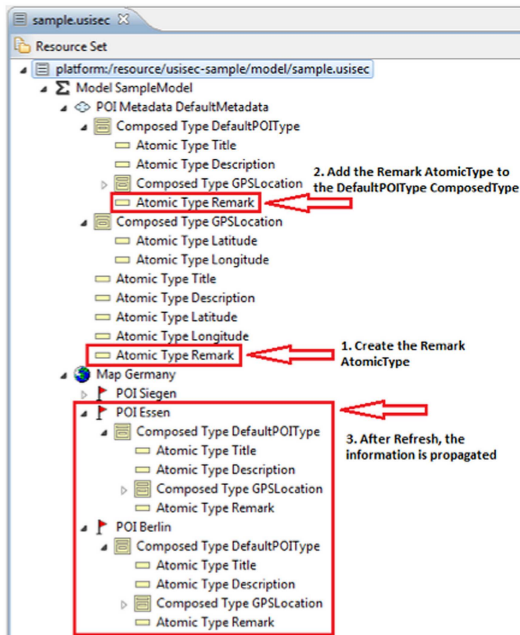 sample.usisec
Resource Set
platform:/resource/usisec-sample/model/sample.usisec
Model SampleModel
POI Metadata DefaultMetadata
Composed Type DefaultPOIType
Atomic Type Title
Atomic Type Description
Composed Type GPSLocation
Atomic Type Remark
2. Add the Remark AtomicType to
the DefaultPOIType ComposedType
Composed Type GPSLocation
Atomic Type Latitude
Atomic Type Longitude
Atomic Type Title
Atomic Type Description
Atomic Type Latitude
Atomic Type Longitude
Atomic Type Remark
1. Create the Remark
AtomicType
Map Germany
POI Siegen
POI Essen
Composed Type DefaultPOIType
Atomic Type Title
Atomic Type Description
Composed Type GPSLocation
Atomic Type Remark
3. After Refresh, the
information is propagated
POI Berlin
Composed Type DefaultPOIType
Atomic Type Title
Atomic Type Description
Composed Type GPSLocation
Atomic Type Remark